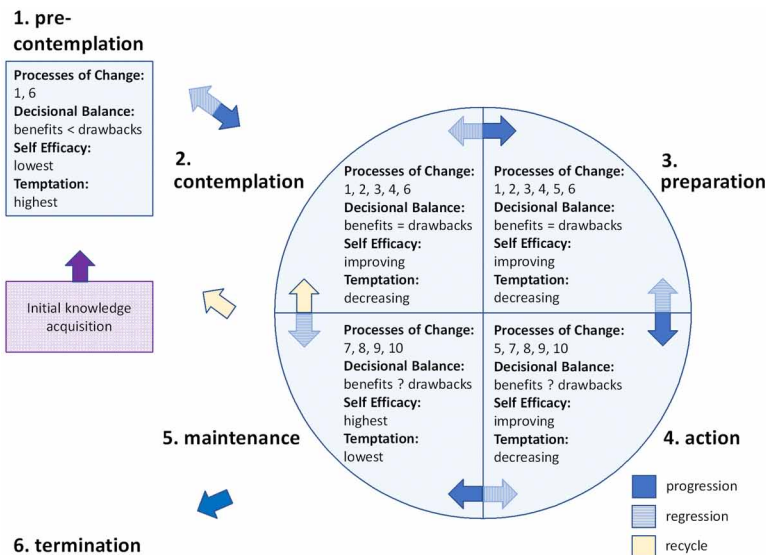 1. pre-
contemplation
Processes of Change:
1, 6
Decisional Balance:
benefits < drawbacks
Self Efficacy:
lowest
Temptation:
highest
Initial knowledge
acquisition
2.
contemplation
Processes of Change:
1, 2, 3, 4, 6
Decisional Balance:
benefits = drawbacks
Self Efficacy:
improving
Temptation:
decreasing
3.
preparation
Processes of Change:
1, 2, 3, 4, 5, 6
Decisional Balance:
benefits = drawbacks
Self Efficacy:
improving
Temptation:
decreasing
4. action
Processes of Change:
5, 7, 8, 9, 10
Decisional Balance:
benefits ? drawbacks
Self Efficacy:
improving
Temptation:
decreasing
5. maintenance
Processes of Change:
7, 8, 9, 10
Decisional Balance:
benefits ? drawbacks
Self Efficacy:
highest
Temptation:
lowest
6. termination
progression
regression
recycle